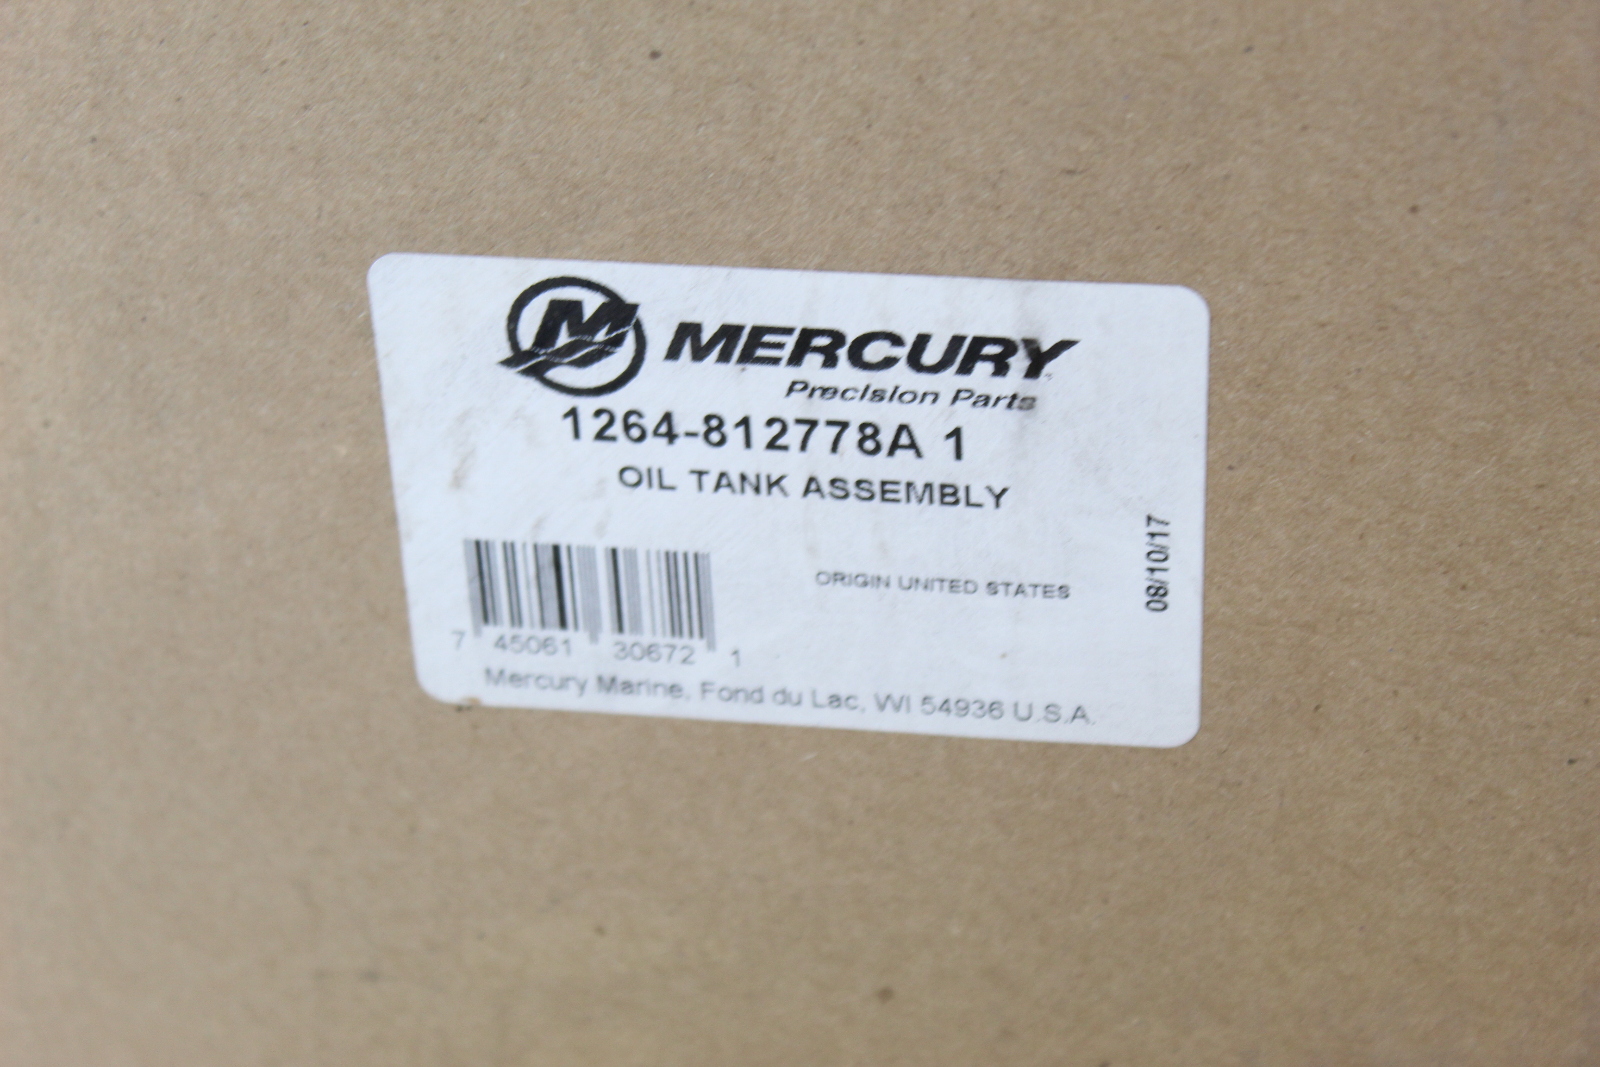 MERCURY
Precision Parts
1264-812778A 1
OIL TANK ASSEMBLY
ORIGIN UNITED STATES
08/10/17
7 45061 30672 1
Mercury Marine, Fond du Lac, WI 54936 U.S.A.